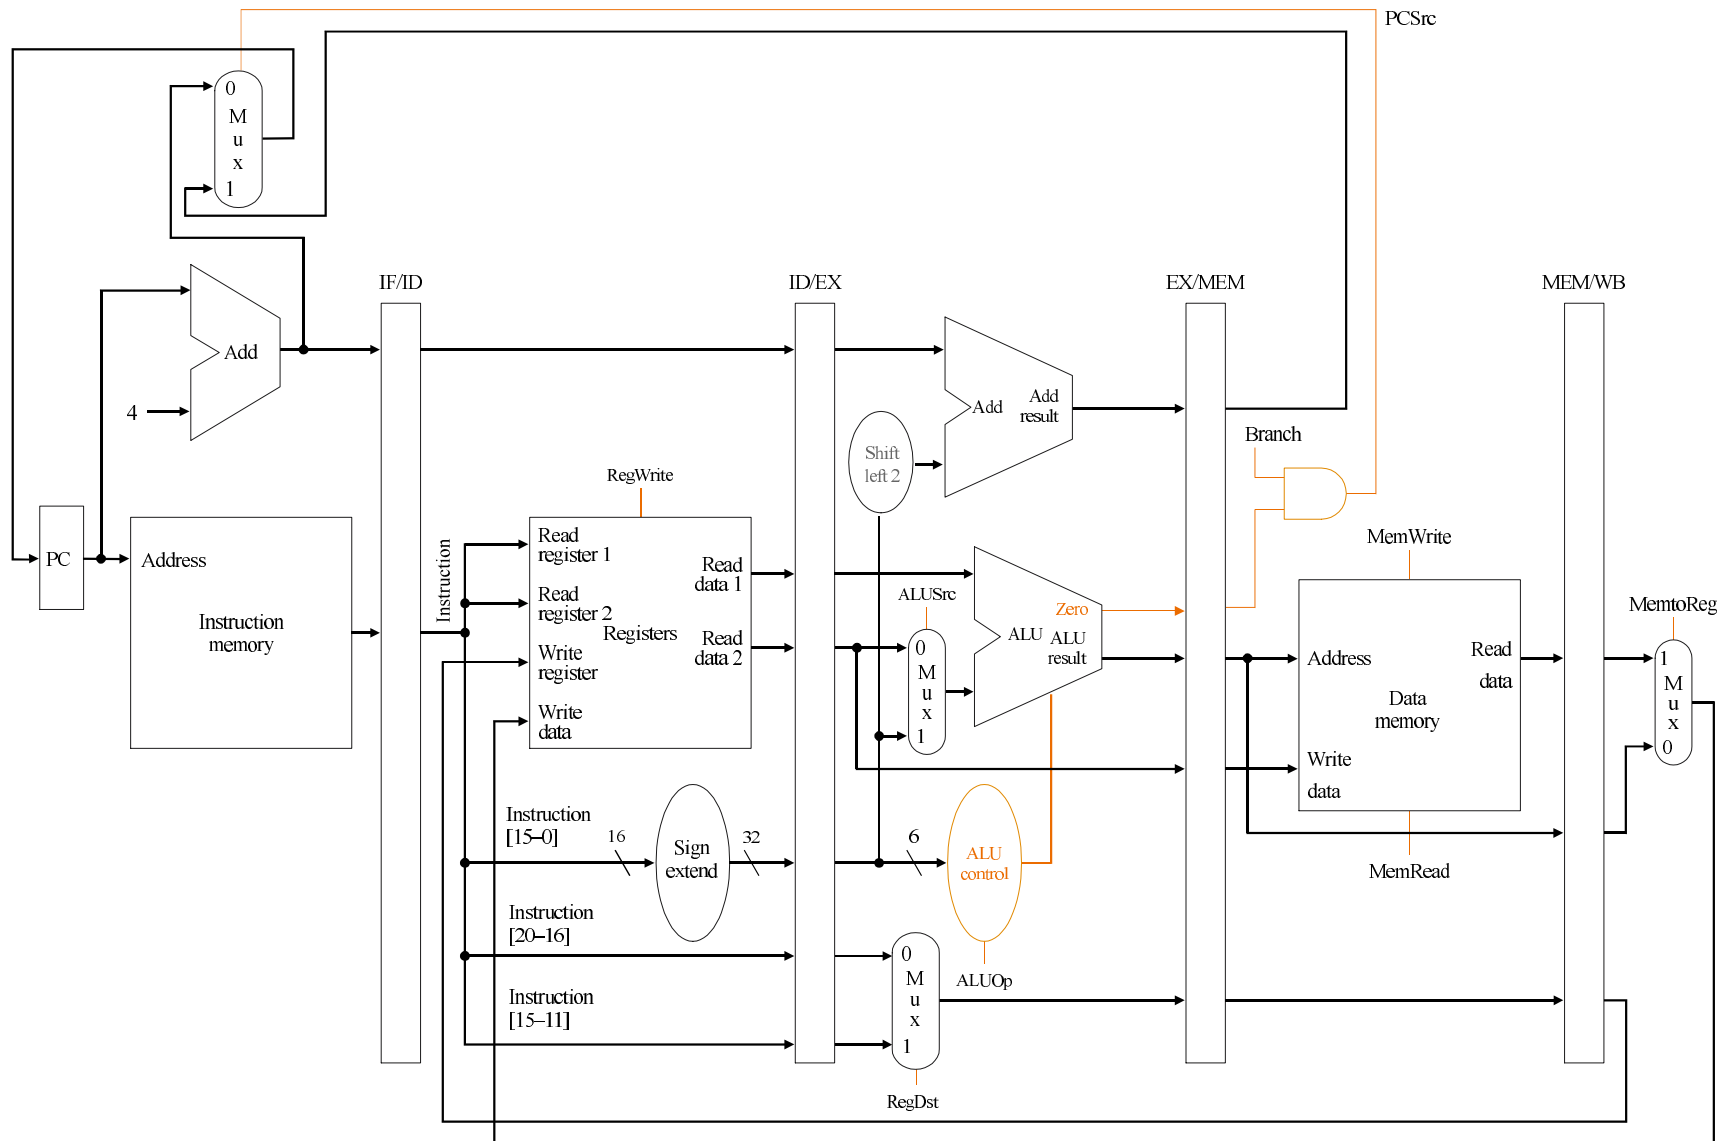 PCSrc
0
M
u
x
1
IF/ID
ID/EX
EX/MEM
MEM/WB
Add
4
Add
Add
result
Shift
left 2
Branch
RegWrite
PC
Address
Instruction
memory
Instruction
Read
register 1
Read
register 2
Registers
Write
register
Write
data
Read
data 1
Read
data 2
ALUSrc
0
M
u
x
1
Zero
ALU
ALU
result
MemWrite
Address
Read
data
Data
memory
Write
data
MemRead
MemtoReg
1
M
u
x
0
Instruction
[15–0]
16
Sign
extend
32
6
ALU
control
ALUOp
Instruction
[20–16]
Instruction
[15–11]
0
M
u
x
1
RegDst